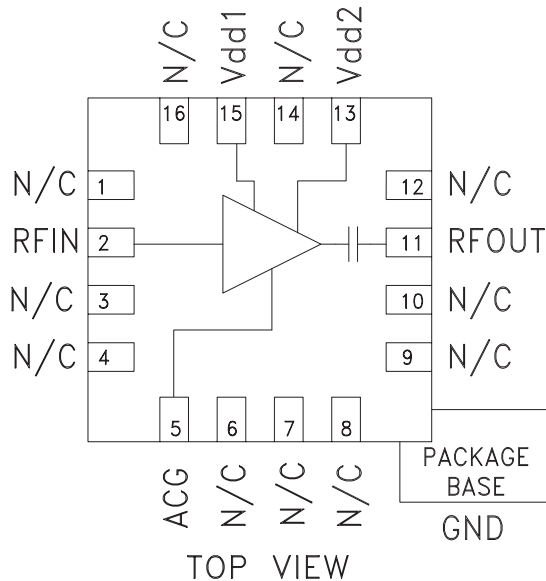 N/C
Vdd1
N/C
Vdd2
16
15
14
13
N/C
1
12
N/C
RFIN
2
11
RFOUT
N/C
3
10
N/C
N/C
4
9
N/C
5
6
7
8
ACG
N/C
N/C
N/C
PACKAGE
BASE
GND
TOP VIEW